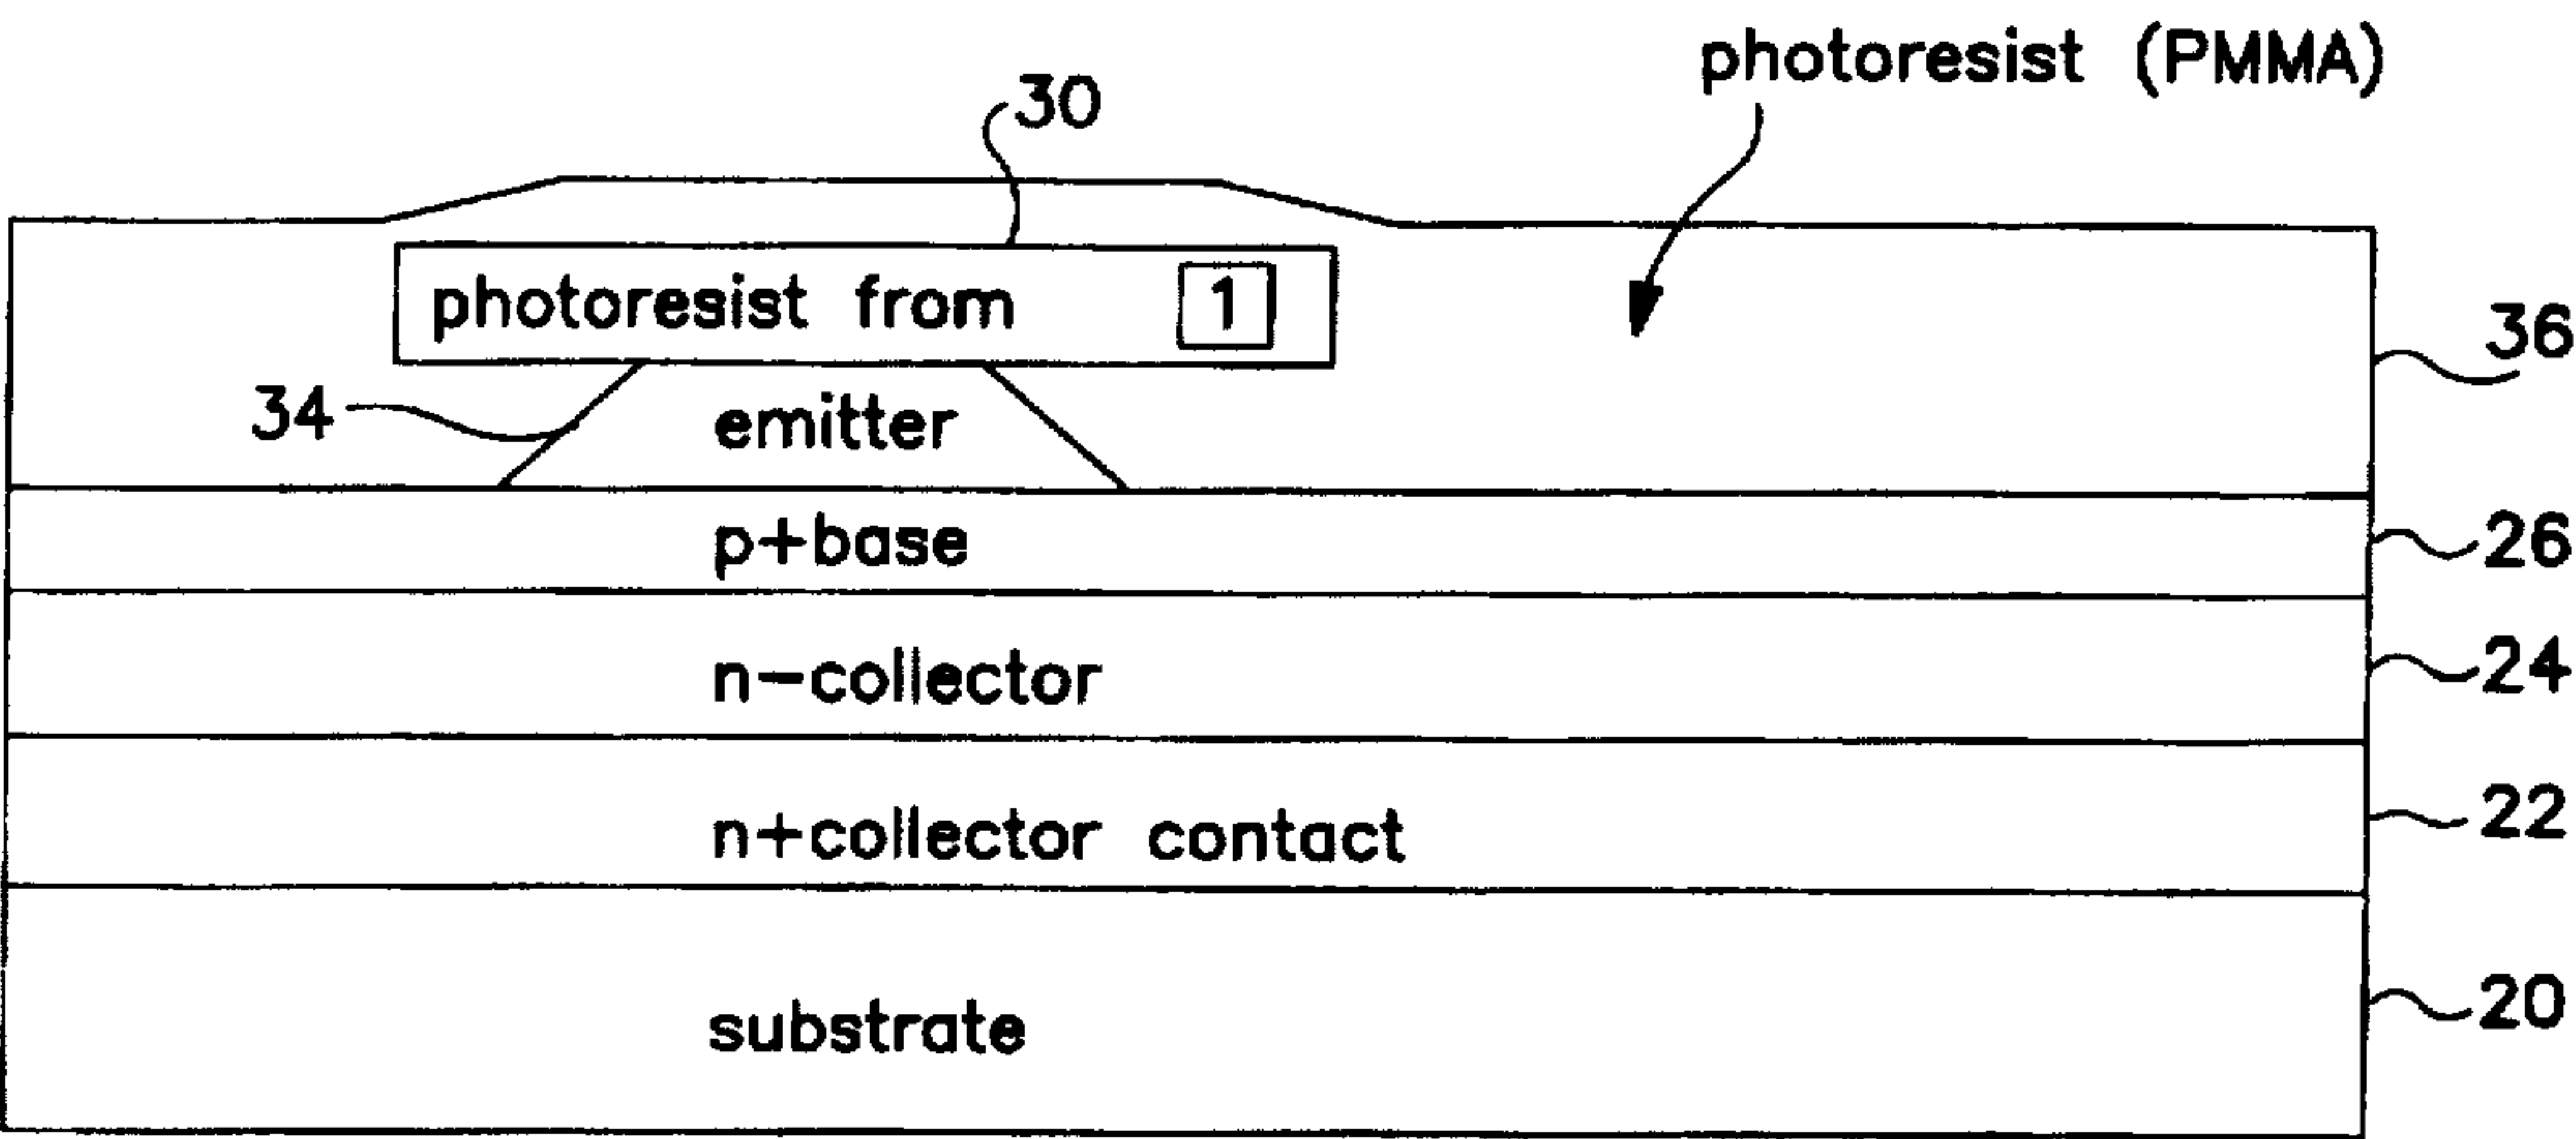 photoresist (PMMA)
30
photoresist from 1
36
34
emitter
p+base
26
n-collector
24
n+collector contact
22
substrate
20